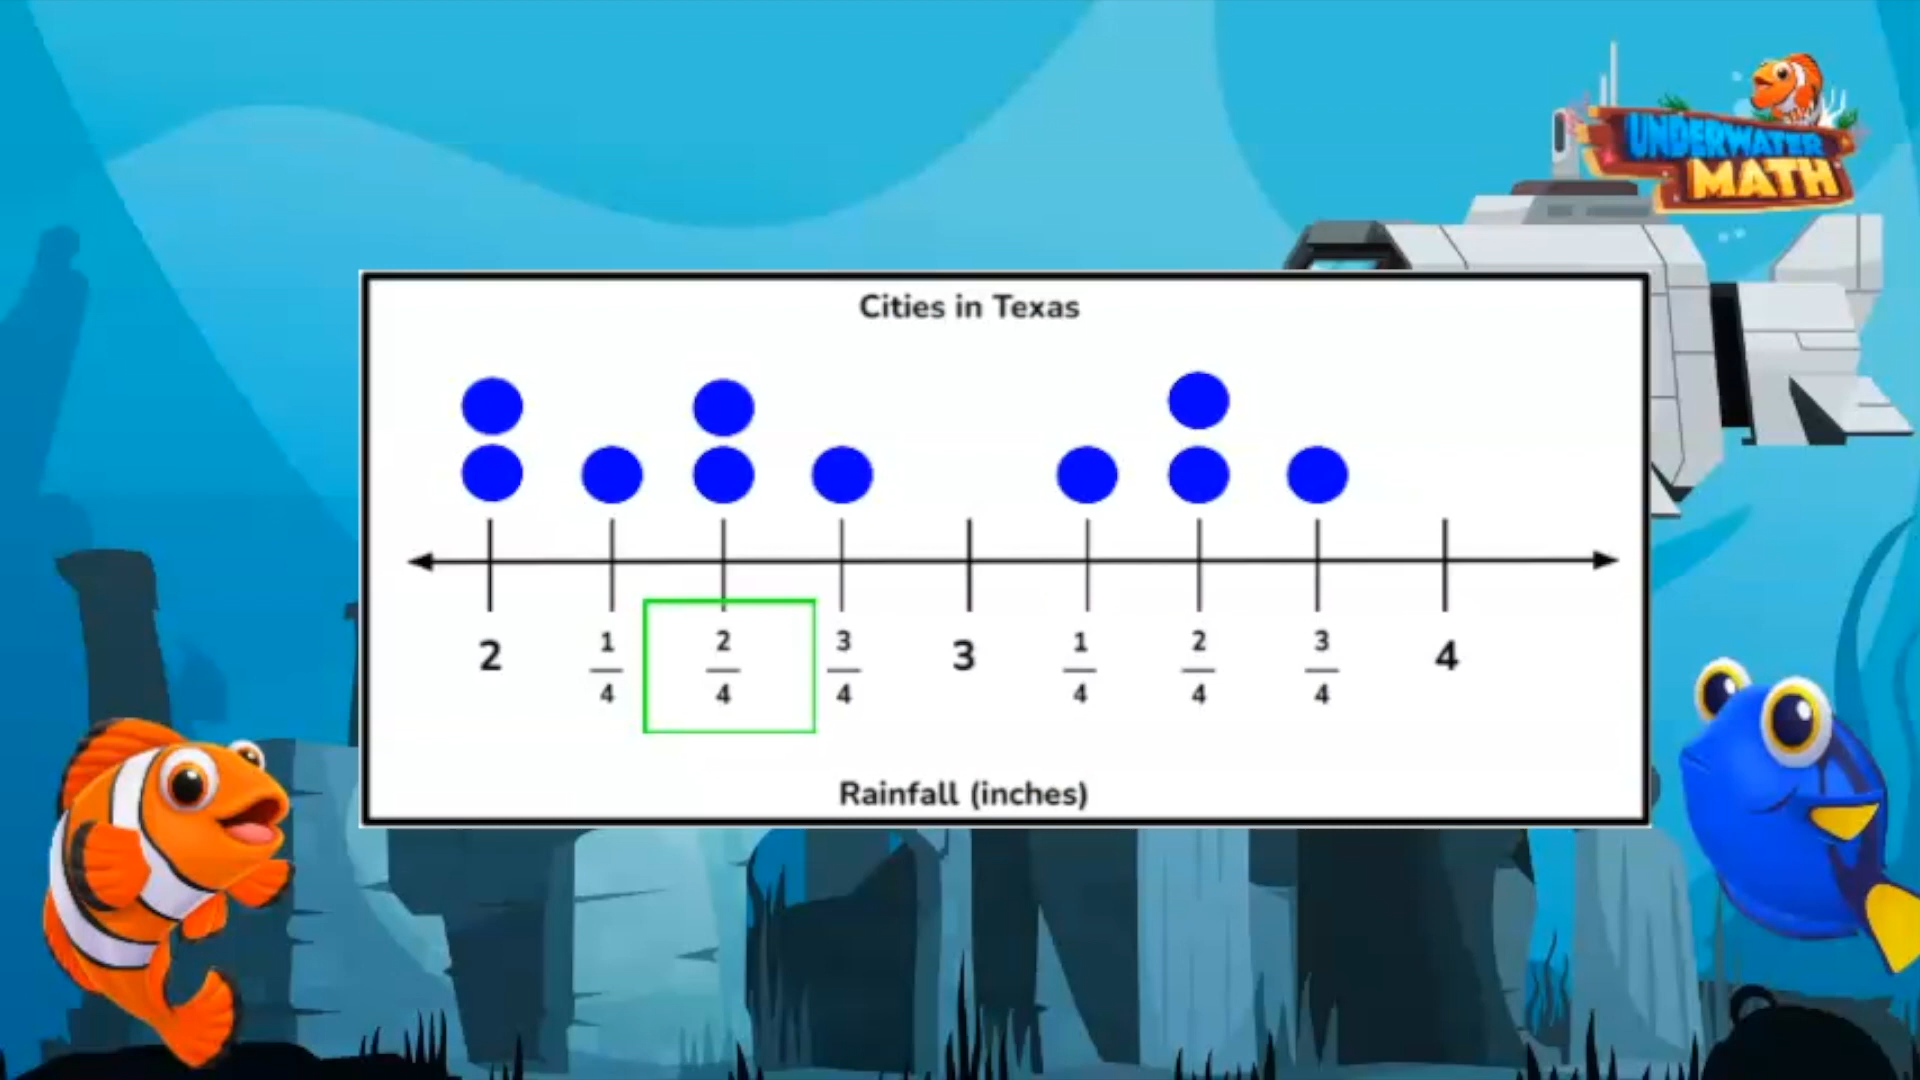 UNDERWATER
MATH
Cities in Texas
2 1/4 2/4 3/4 3 1/4 2/4 3/4 4
Rainfall (inches)